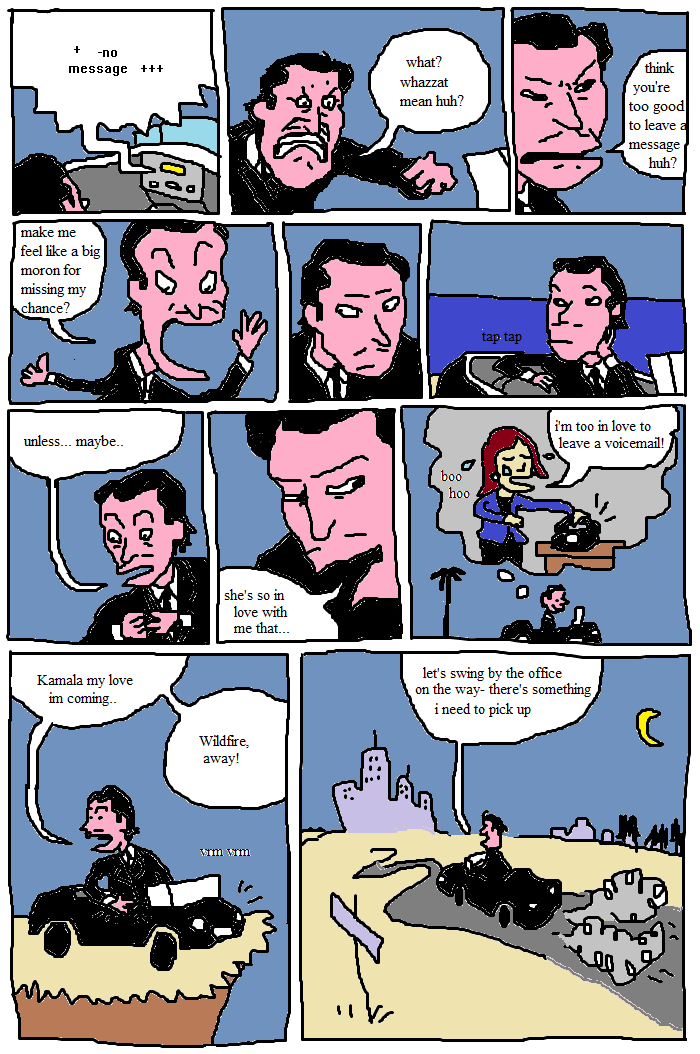 + -no
message +++
what?
whazzat
mean huh?
think
you're
too good
to leave a
message
huh?
make me
feel like a big
moron for
missing my
chance?
tap tap
unless... maybe..
she's so in
love with
me that...
i'm too in love to
leave a voicemail!
boo
hoo
Kamala my love
im coming..
Wildfire,
away!
vrm vrm
let's swing by the office
on the way- there's something
i need to pick up